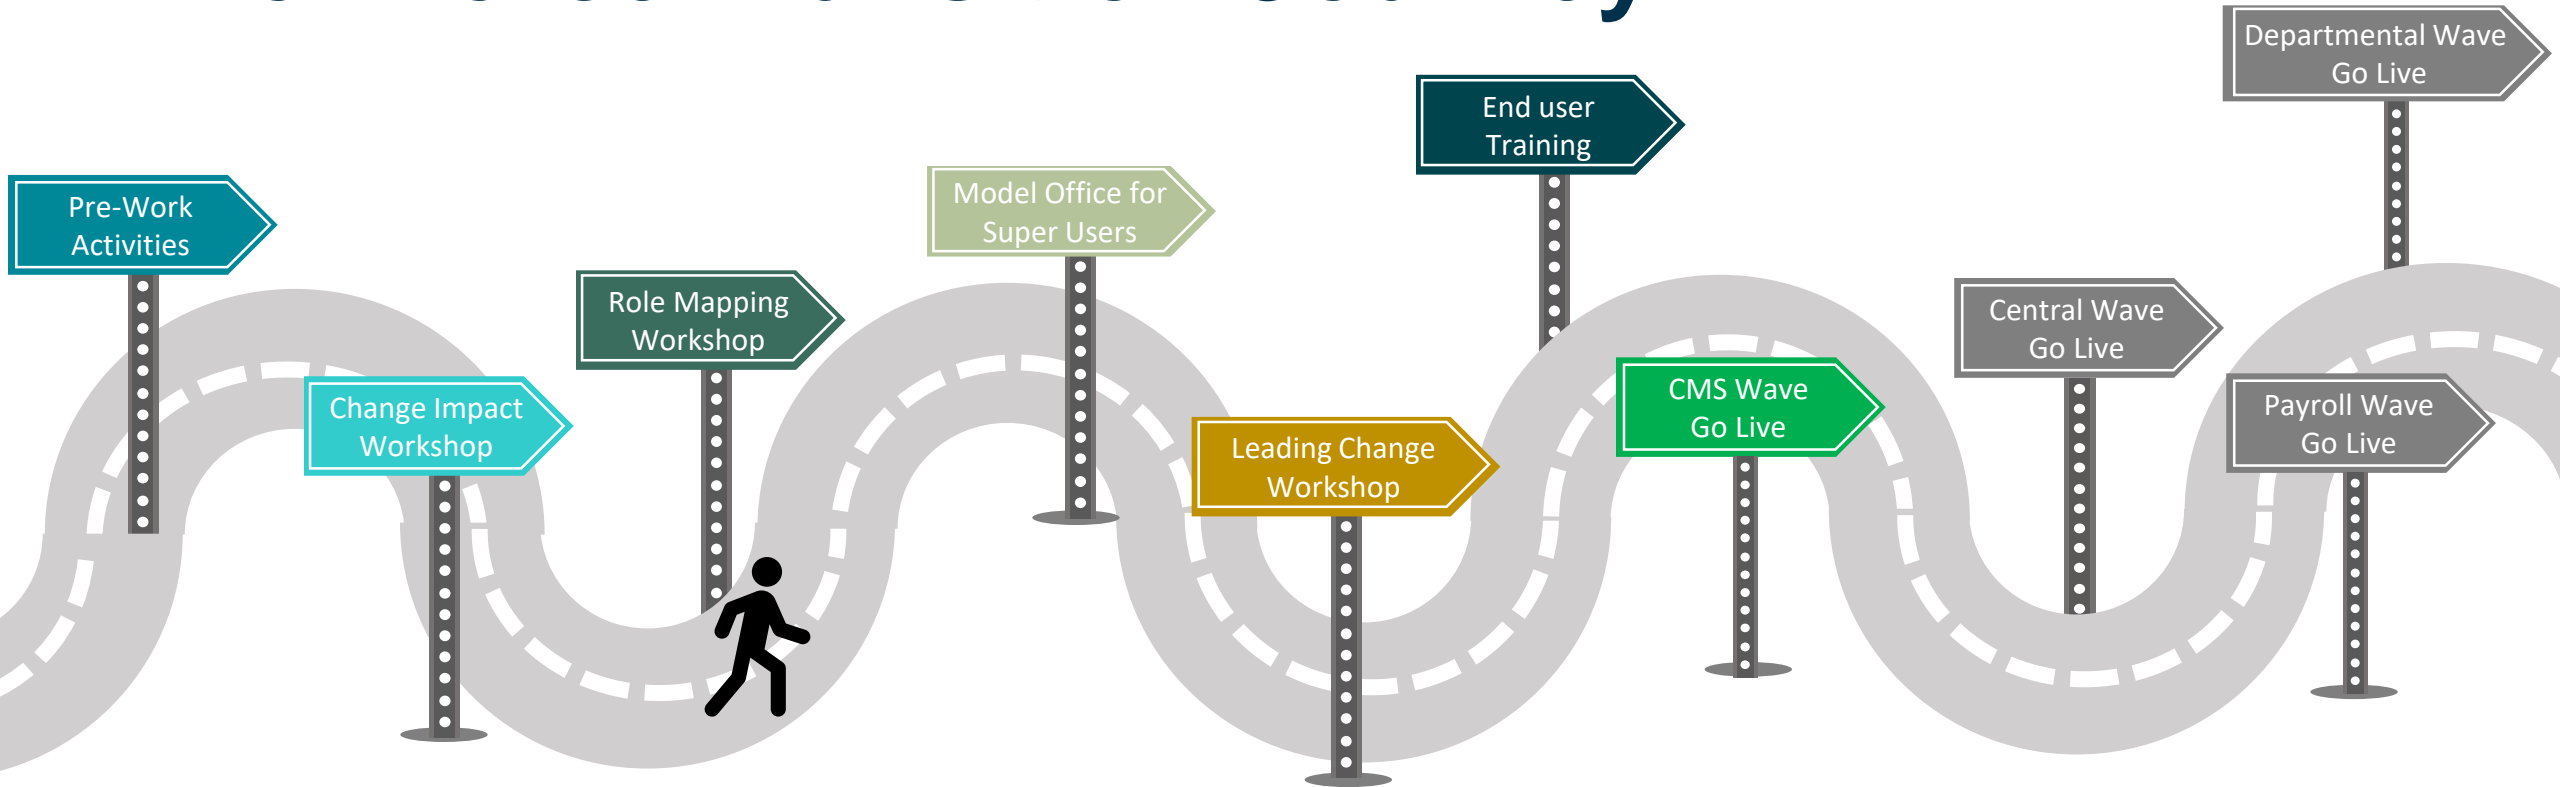 Pre-Work
Activities
Change Impact
Workshop
Role Mapping
Workshop
Model Office for
Super Users
Leading Change
Workshop
End user
Training
CMS Wave
Go Live
Central Wave
Go Live
Departmental Wave
Go Live
Payroll Wave
Go Live